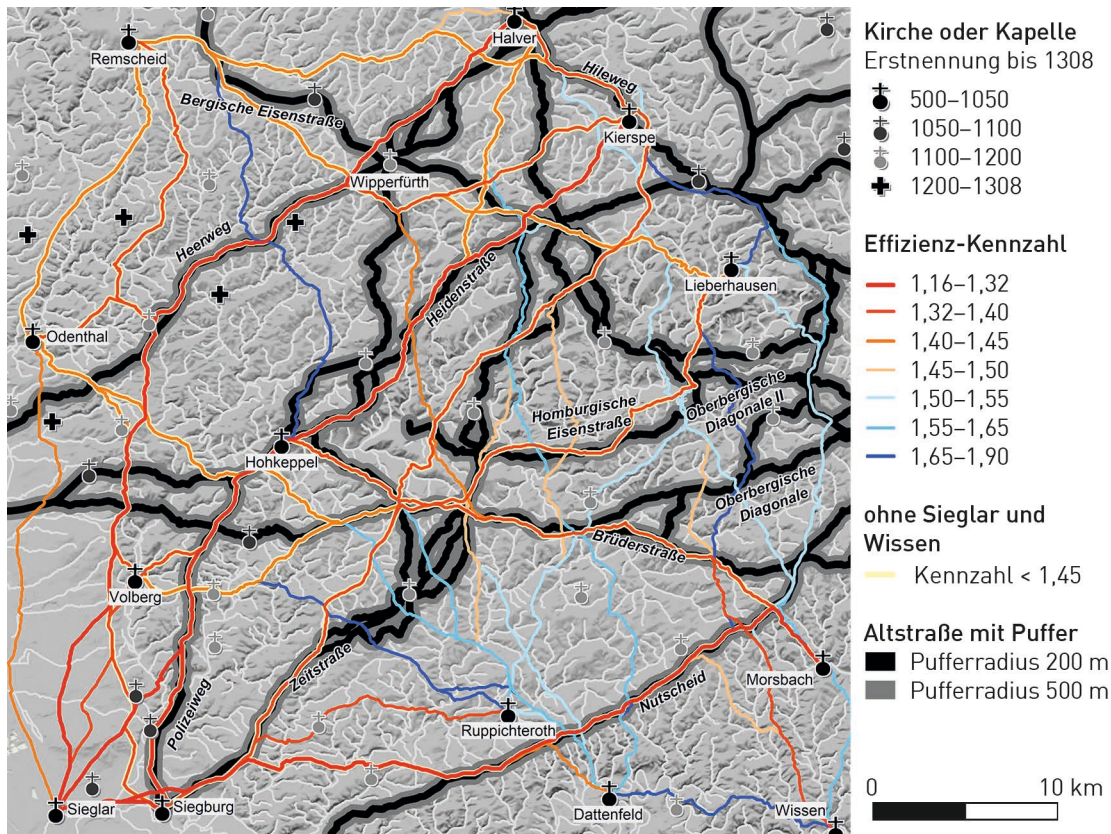 Halver
Remscheid
Hileweg
Bergische Eisenstraße
Kierspe
Wipperfürth
Heerweg
Heidenstraße
Lieberhausen
Odenthal
Homburgische
Eisenstraße
Oberbergische
Diagonale II
Hohkeppel
Oberbergische
Diagonale
Brüderstraße
Volberg
Zeitstraße
Nutscheid
Morsbach
Polizeiweg
Ruppichteroth
Sieglar
Siegburg
Dattenfeld
Wissen
Kirche oder Kapelle
Erstnennung bis 1308
500–1050
1050–1100
1100–1200
1200–1308
Effizienz-Kennzahl
1,16–1,32
1,32–1,40
1,40–1,45
1,45–1,50
1,50–1,55
1,55–1,65
1,65–1,90
ohne Sieglar und
Wissen
Kennzahl < 1,45
Altstraße mit Puffer
Pufferradius 200 m
Pufferradius 500 m
0 10 km